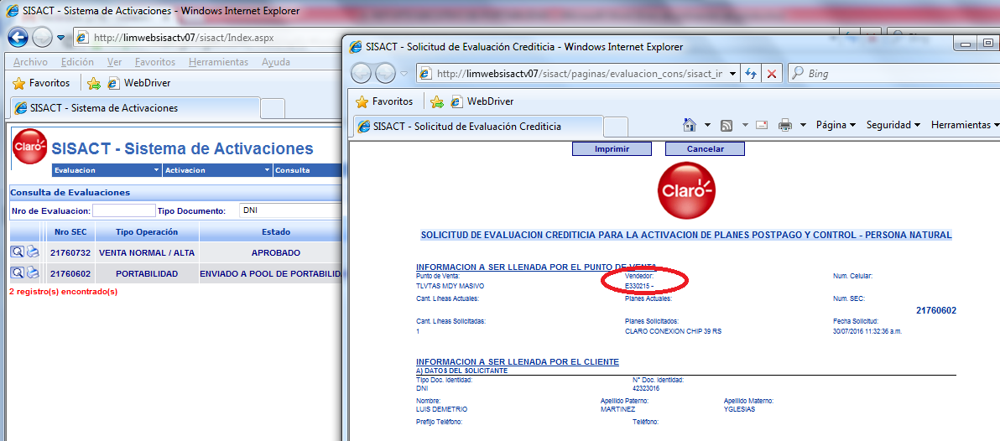 SISACT - Sistema de Activaciones - Windows Internet Explorer
http://limwebsisactv07/sisact/Index.aspx
Archivo Edición Ver Favoritos Herramientas Ayuda
Favoritos WebDriver
SISACT - Sistema de Activaciones
Claro
SISACT - Sistema de Activaciones
Evaluacion Activacion Consulta
Consulta de Evaluaciones
Nro de Evaluacion: Tipo Documento: DNI
Nro SEC Tipo Operación Estado
21760732 VENTA NORMAL / ALTA APROBADO
21760602 PORTABILIDAD ENVIADO A POOL DE PORTABILIDA
2 registro(s) encontrado(s)
SISACT - Solicitud de Evaluación Crediticia - Windows Internet Explorer
http://limwebsisactv07/sisact/paginas/evaluacion_cons/sisact_ir
Bing
Favoritos WebDriver
SISACT - Solicitud de Evaluación Crediticia
Página Seguridad Herramientas
Imprimir Cancelar
Claro
SOLICITUD DE EVALUACION CREDITICIA PARA LA ACTIVACION DE PLANES POSTPAGO Y CONTROL - PERSONA NATURAL
INFORMACION A SER LLENADA POR EL PUNTO DE VENTA
Punto de Venta: Vendedor: Num. Celular:
TLVTAS MDY MASIVO E330215 -
Cant. Líneas Actuales: Planes Actuales: Num. SEC:
21760602
Cant. Líneas Solicitadas: Planes Solicitados: Fecha Solicitud:
1 CLARO CONEXION CHIP 39 RS 30/07/2016 11:32:36 a.m.
INFORMACION A SER LLENADA POR EL CLIENTE
A) DATOS DEL SOLICITANTE
Tipo Doc. Identidad: N° Doc. Identidad:
DNI 42323016
Nombre: Apellido Paterno: Apellido Materno:
LUIS DEMETRIO MARTINEZ YGLESIAS
Prefijo Teléfono: Teléfono: